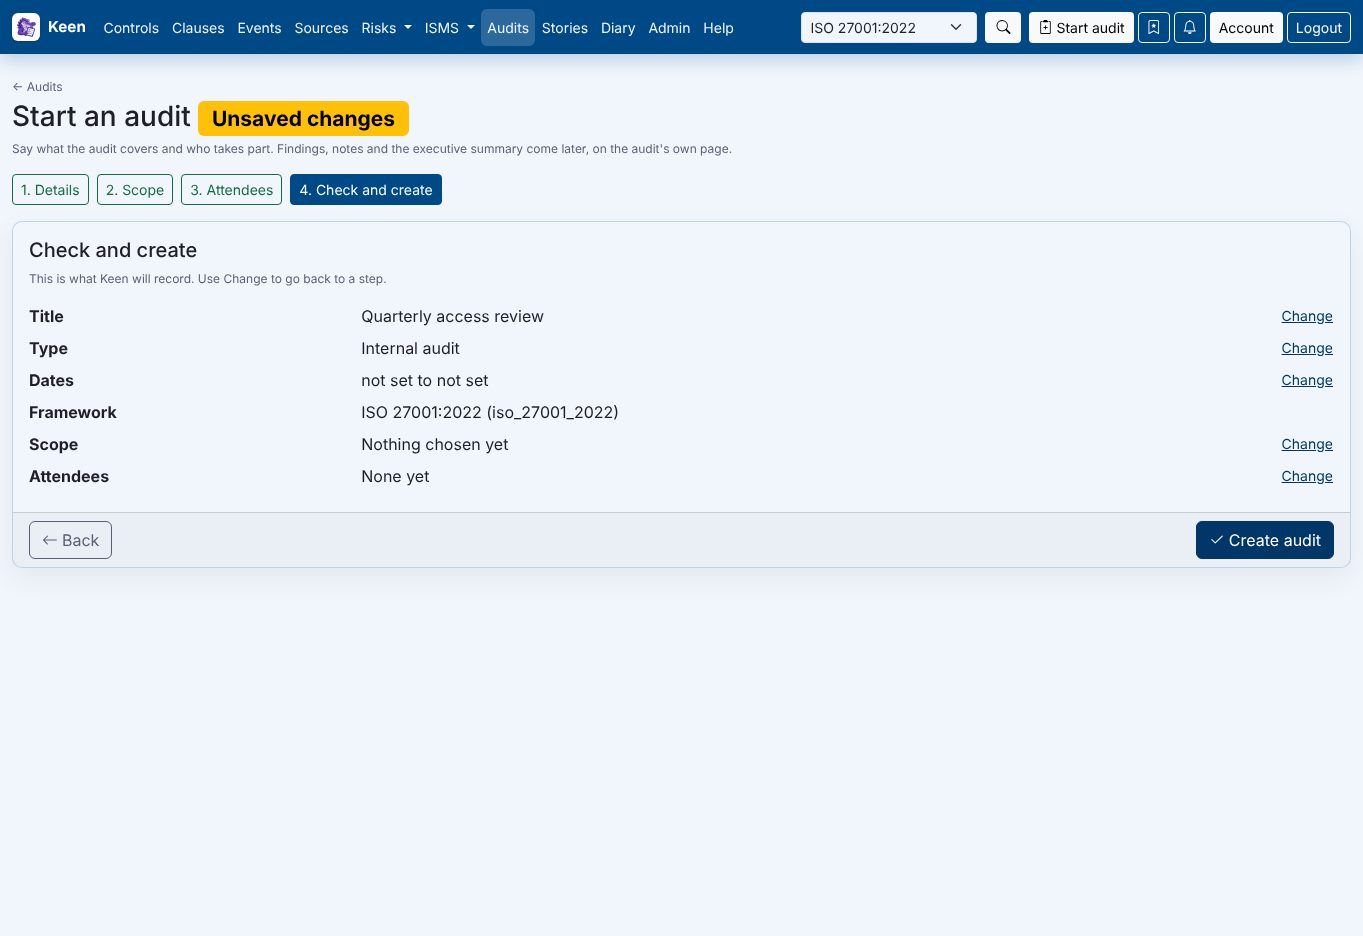 Keen Controls Clauses Events Sources Risks ISMS Audits Stories Diary Admin Help ISO 27001:2022 Start audit Account Logout
← Audits
Start an audit Unsaved changes
Say what the audit covers and who takes part. Findings, notes and the executive summary come later, on the audit's own page.
1. Details 2. Scope 3. Attendees 4. Check and create
Check and create
This is what Keen will record. Use Change to go back to a step.
Title Quarterly access review Change
Type Internal audit Change
Dates not set to not set Change
Framework ISO 27001:2022 (iso_27001_2022)
Scope Nothing chosen yet Change
Attendees None yet Change
← Back ✓ Create audit